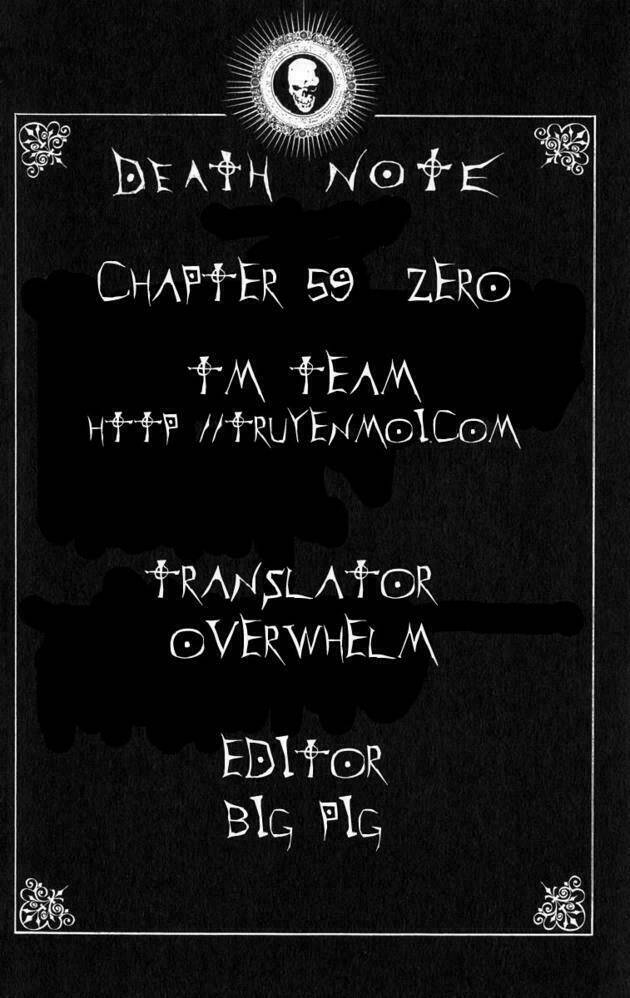 DEATH NOTE
CHAPTER 59 ZERO
TM TEAM
HTTP //TRUYENMOI.COM
TRANSLATOR
OVERWHELM
EDITOR
BIG PIG